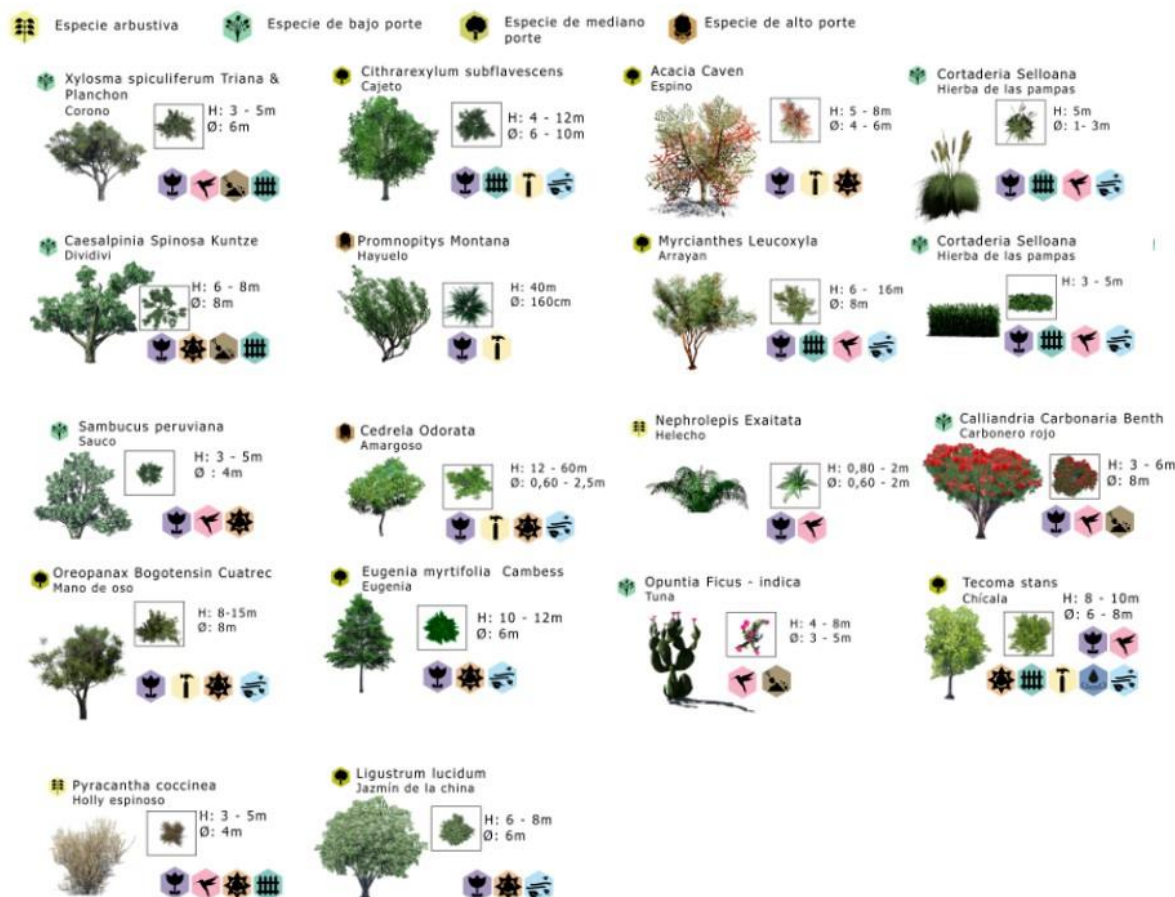 Especie arbustiva
Especie de bajo porte
Especie de mediano
porte
Especie de alto porte
Xylosma spiculiferum Triana &
Planchon
Corono
H: 3 - 5m
Ø: 6m
Cithrarexylum subflavescens
Cajeto
H: 4 - 12m
Ø: 6 - 10m
Acacia Caven
Espino
H: 5 - 8m
Ø: 4 - 6m
Cortaderia Selloana
Hierba de las pampas
H: 5m
Ø: 1- 3m
Caesalpinia Spinosa Kuntze
Dividivi
H: 6 - 8m
Ø: 8m
Promnopitys Montana
Hayuelo
H: 40m
Ø: 160cm
Myrcianthes Leucoxyla
Arrayan
H: 6 - 16m
Ø: 8m
Cortaderia Selloana
Hierba de las pampas
H: 3 - 5m
Sambucus peruviana
Sauco
H: 3 - 5m
Ø : 4m
Cedrela Odorata
Amargoso
H: 12 - 60m
Ø: 0,60 - 2,5m
Nephrolepis Exaitata
Helecho
H: 0,80 - 2m
Ø: 0,60 - 2m
Calliandria Carbonaria Benth
Carbonero rojo
H: 3 - 6m
Ø: 8m
Oreopanax Bogotensin Cuatrec
Mano de oso
H: 8-15m
Ø: 8m
Eugenia myrtifolia Cambess
Eugenia
H: 10 - 12m
Ø: 6m
Opuntia Ficus - indica
Tuna
H: 4 - 8m
Ø: 3 - 5m
Tecoma stans
Chícala
H: 8 - 10m
Ø: 6 - 8m
Pyracantha coccinea
Holly espinoso
H: 3 - 5m
Ø: 4m
Ligustrum lucidum
Jazmín de la china
H: 6 - 8m
Ø: 6m